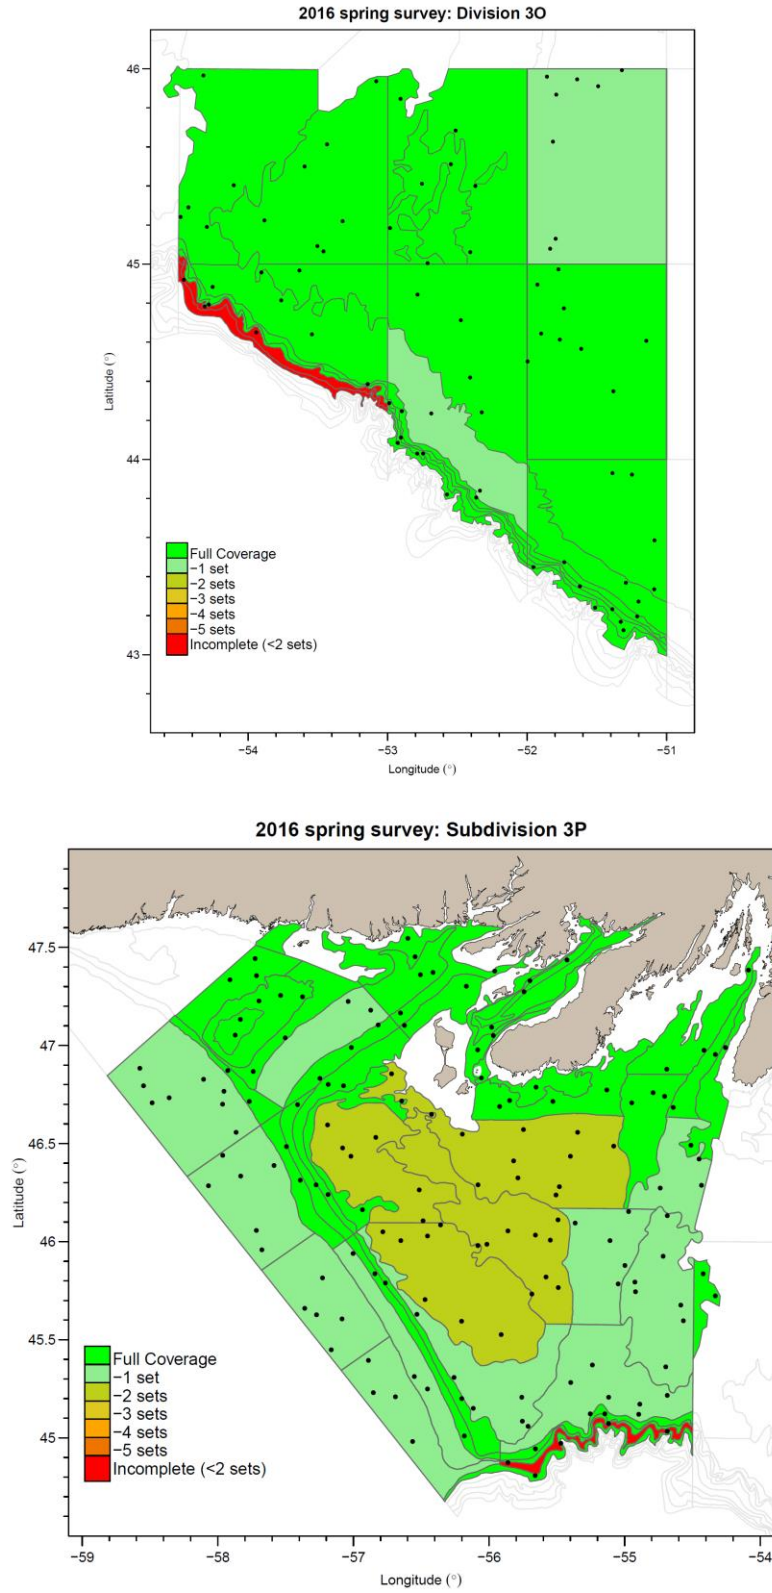 2016 spring survey: Division 3O
46
45
44
43
Latitude (°)
Full Coverage
−1 set
−2 sets
−3 sets
−4 sets
−5 sets
Incomplete (<2 sets)
−54
−53
−52
−51
Longitude (°)
2016 spring survey: Subdivision 3P
47.5
47
46.5
46
45.5
45
Latitude (°)
Full Coverage
−1 set
−2 sets
−3 sets
−4 sets
−5 sets
Incomplete (<2 sets)
−59
−58
−57
−56
−55
−54
Longitude (°)